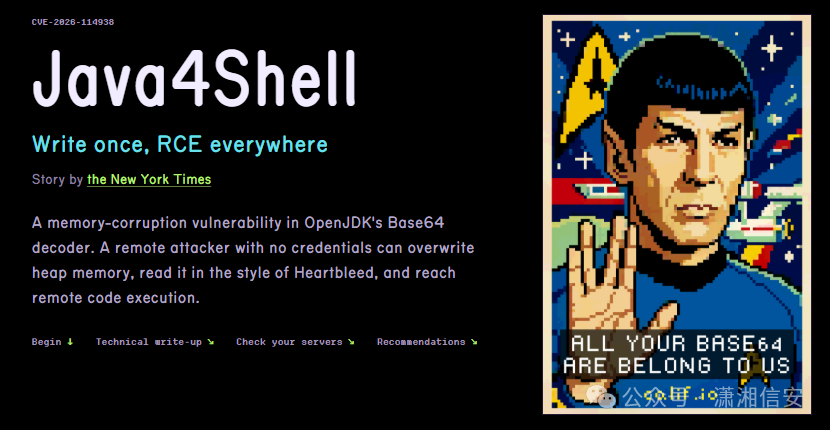 CVE-2026-114938
Java4Shell
Write once, RCE everywhere
Story by the New York Times
A memory-corruption vulnerability in OpenJDK's Base64
decoder. A remote attacker with no credentials can overwrite
heap memory, read it in the style of Heartbleed, and reach
remote code execution.
Begin ↓ Technical write-up ↘ Check your servers ↘ Recommendations ↘
ALL YOUR BASE64
ARE BELONG TO US
公众号 潇湘信安